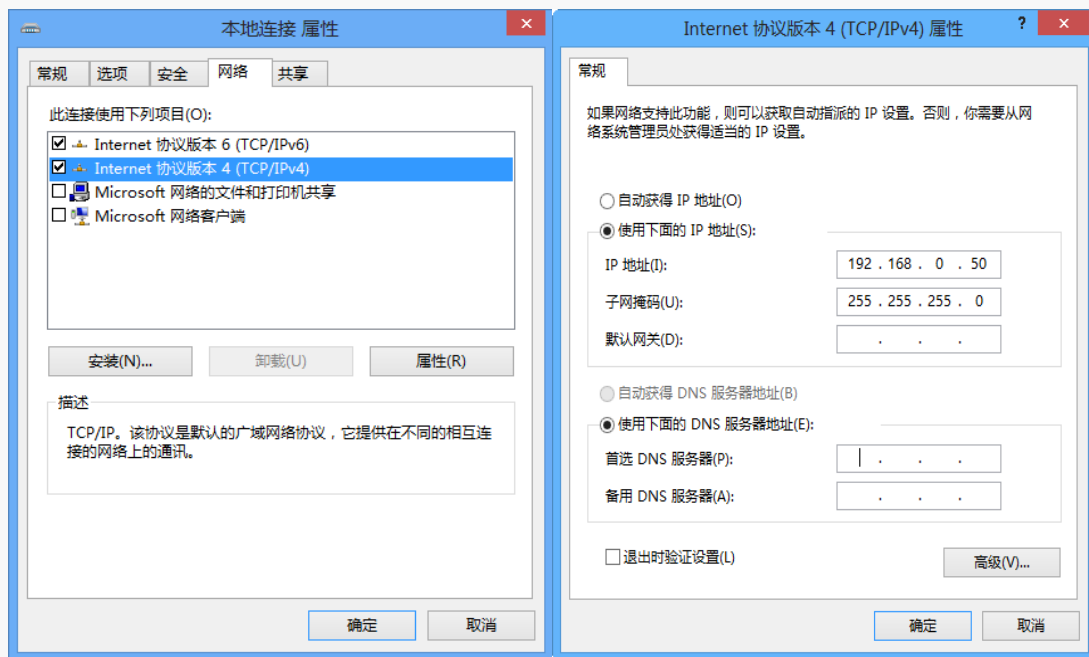 本地连接 属性
常规
选项
安全
网络
共享
此连接使用下列项目(O):
Internet 协议版本 6 (TCP/IPv6)
Internet 协议版本 4 (TCP/IPv4)
Microsoft 网络的文件和打印机共享
Microsoft 网络客户端
安装(N)...
卸载(U)
属性(R)
描述
TCP/IP。该协议是默认的广域网络协议，它提供在不同的相互连
接的网络上的通讯。
确定
取消
Internet 协议版本 4 (TCP/IPv4) 属性
?
常规
如果网络支持此功能，则可以获取自动指派的 IP 设置。否则，你需要从网
络系统管理员处获得适当的 IP 设置。
自动获得 IP 地址(O)
使用下面的 IP 地址(S):
IP 地址(I):
192 . 168 . 0 . 50
子网掩码(U):
255 . 255 . 255 . 0
默认网关(D):
. . .
自动获得 DNS 服务器地址(B)
使用下面的 DNS 服务器地址(E):
首选 DNS 服务器(P):
. . .
备用 DNS 服务器(A):
. . .
退出时验证设置(L)
高级(V)...
确定
取消